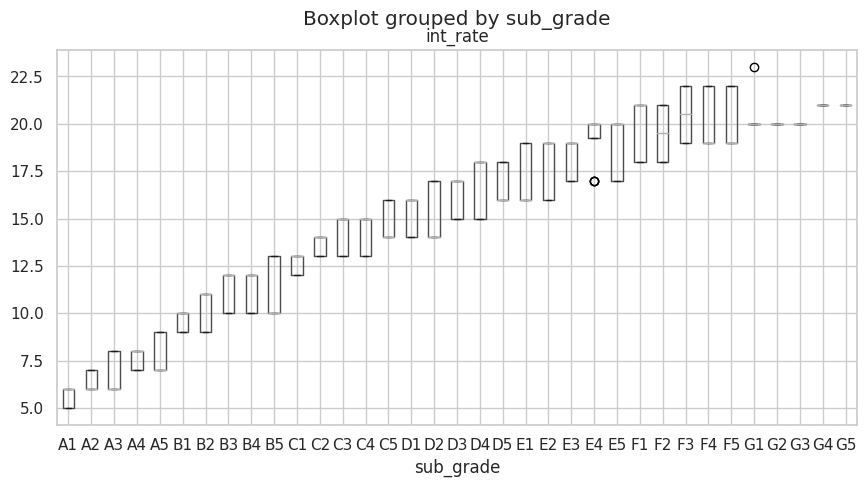 Boxplot grouped by sub_grade
int_rate
22.5
20.0
17.5
15.0
12.5
10.0
7.5
5.0
A1 A2 A3 A4 A5 B1 B2 B3 B4 B5 C1 C2 C3 C4 C5 D1 D2 D3 D4 D5 E1 E2 E3 E4 E5 F1 F2 F3 F4 F5 G1 G2 G3 G4 G5
sub_grade